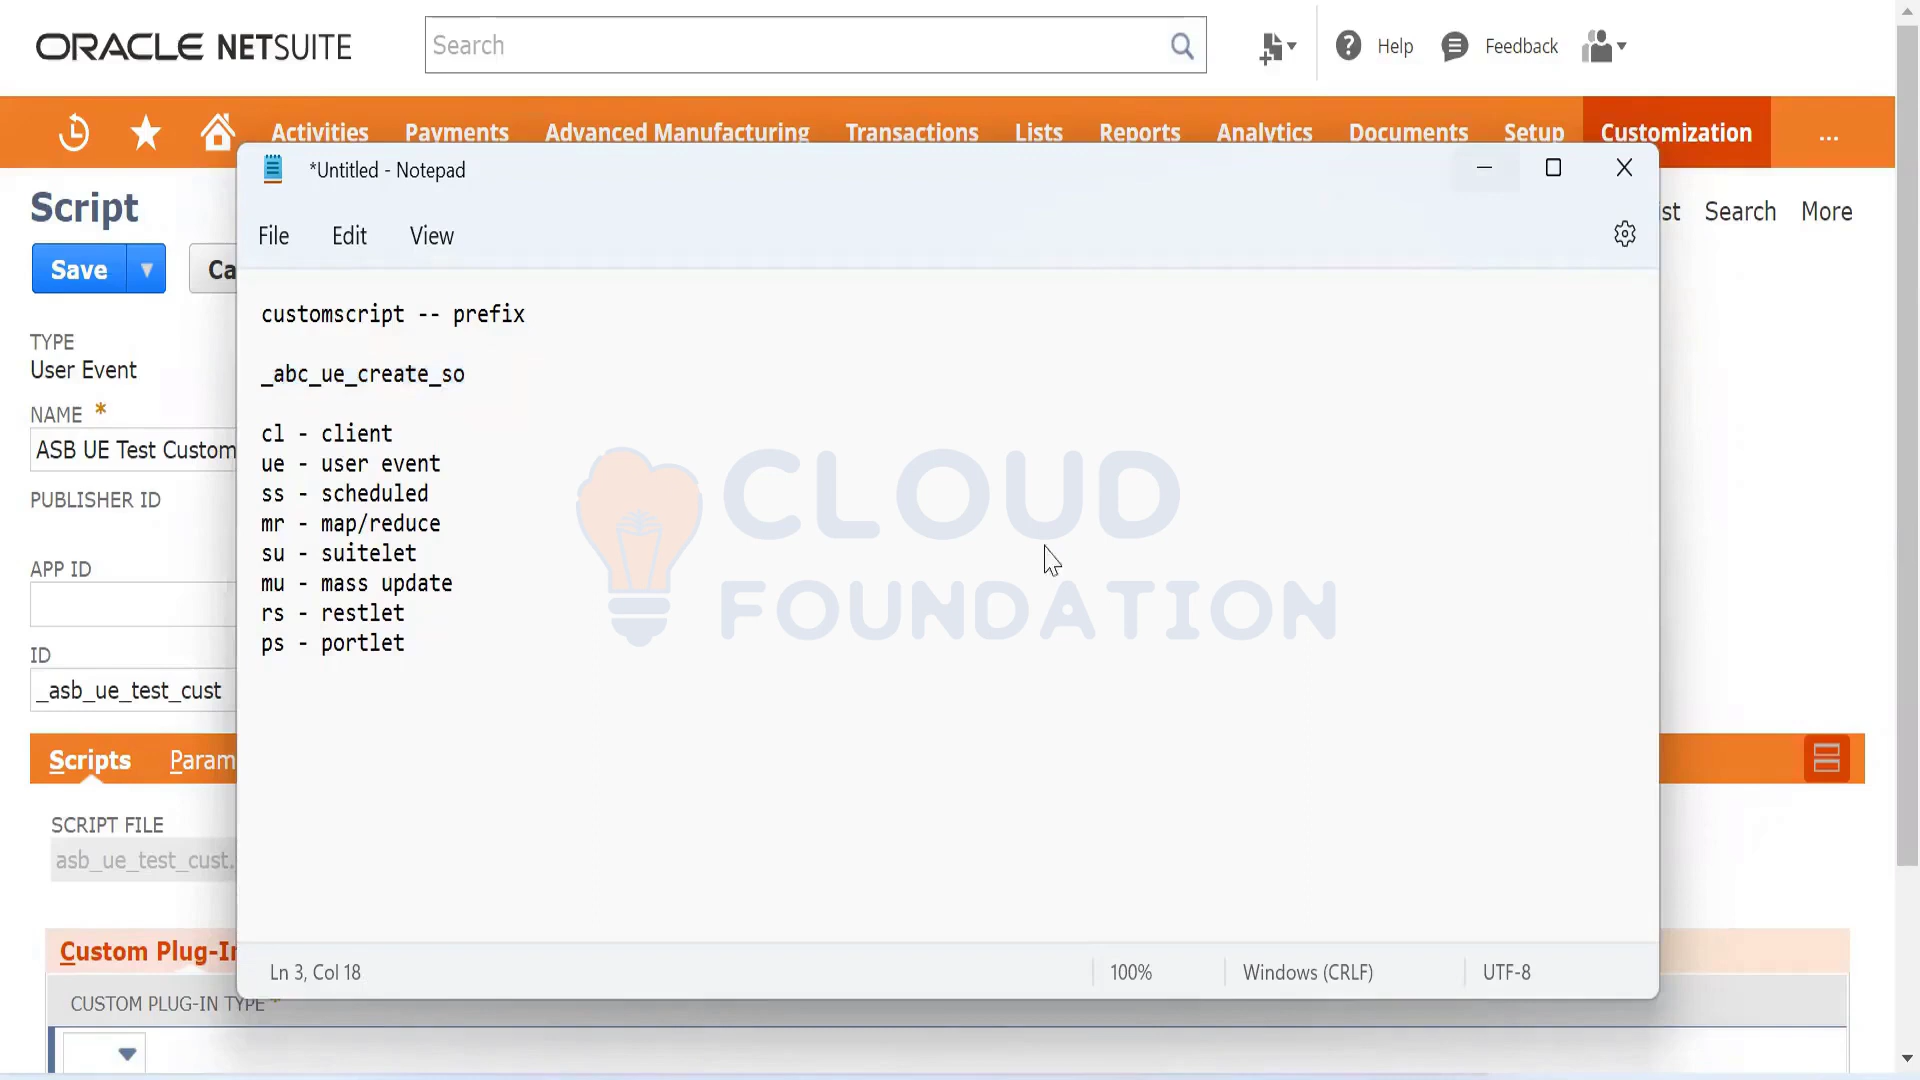 ORACLE NETSUITE
Search
Help
Feedback
Activities
Payments
Advanced Manufacturing
Transactions
Lists
Reports
Analytics
Documents
Setup
Customization
...
Script
st
Search
More
Save
Ca
TYPE
User Event
NAME *
ASB UE Test Custom
PUBLISHER ID
APP ID
ID
_asb_ue_test_cust
Scripts
Param
SCRIPT FILE
asb_ue_test_cust.
Custom Plug-In
CUSTOM PLUG-IN TYPE *
*Untitled - Notepad
File
Edit
View
customscript -- prefix
_abc_ue_create_so
cl - client
ue - user event
ss - scheduled
mr - map/reduce
su - suitelet
mu - mass update
rs - restlet
ps - portlet
CLOUD
FOUNDATION
Ln 3, Col 18
100%
Windows (CRLF)
UTF-8